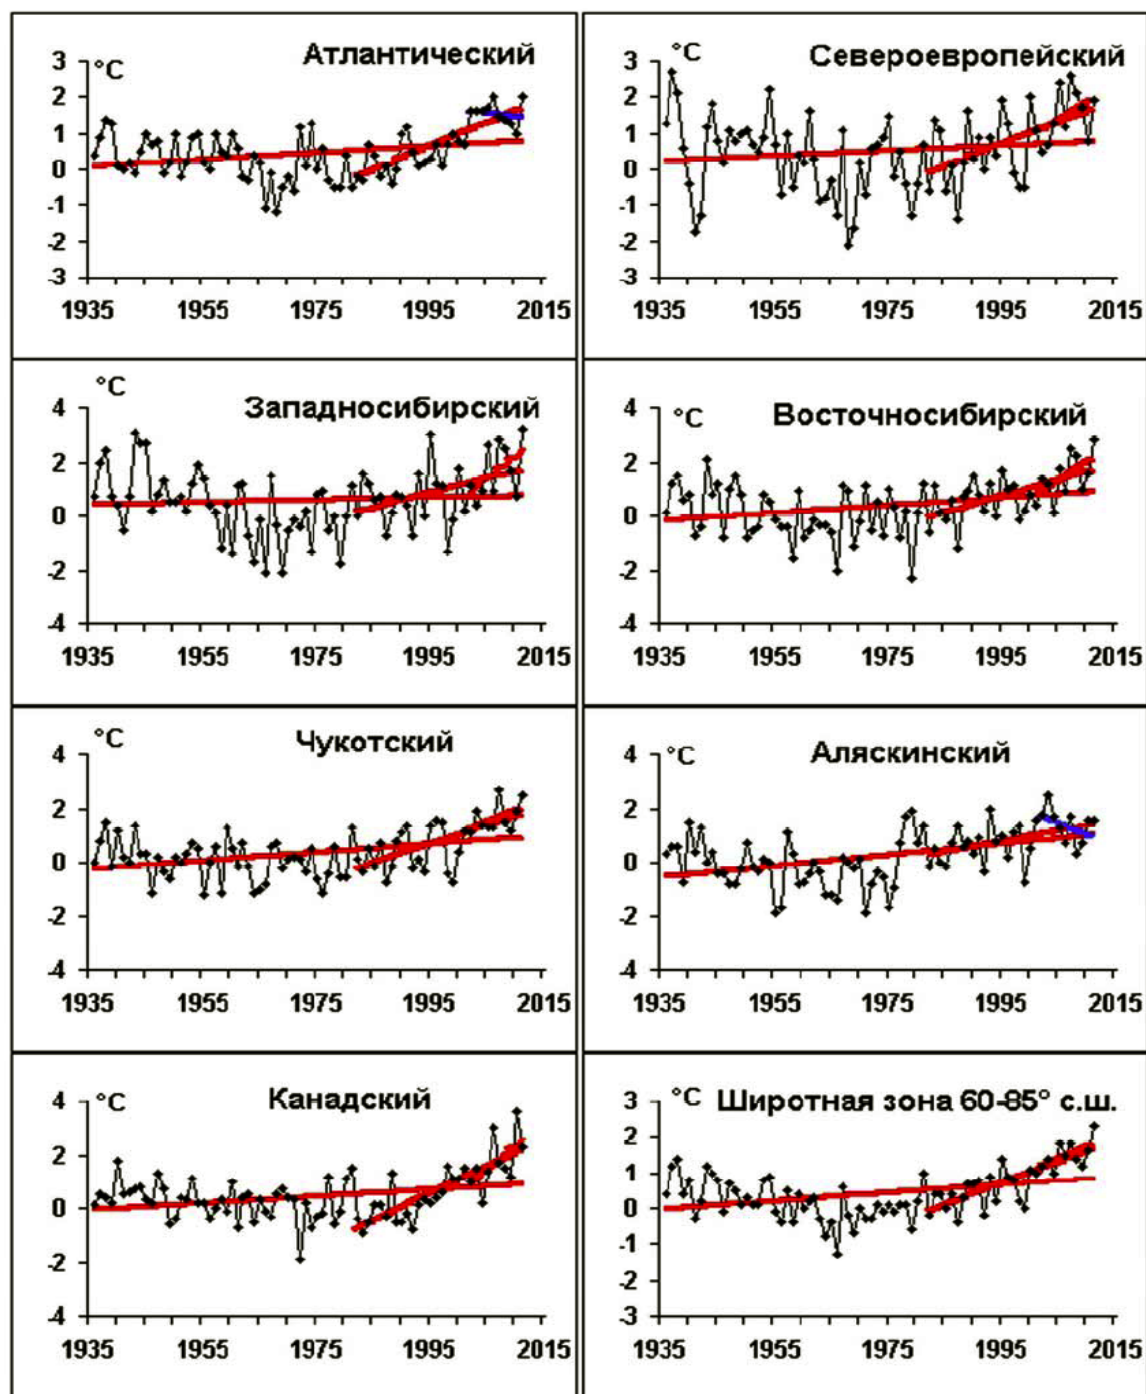 Атлантический
°C
3
2
1
0
-1
-2
-3
1935 1955 1975 1995 2015
Североевропейский
°C
3
2
1
0
-1
-2
-3
1935 1955 1975 1995 2015
Западносибирский
°C
4
2
0
-2
-4
1935 1955 1975 1995 2015
Восточносибирский
°C
4
2
0
-2
-4
1935 1955 1975 1995 2015
Чукотский
°C
4
2
0
-2
-4
1935 1955 1975 1995 2015
Аляскинский
°C
4
2
0
-2
-4
1935 1955 1975 1995 2015
Канадский
°C
4
2
0
-2
-4
1935 1955 1975 1995 2015
Широтная зона 60-85° с.ш.
°C
3
2
1
0
-1
-2
-3
1935 1955 1975 1995 2015